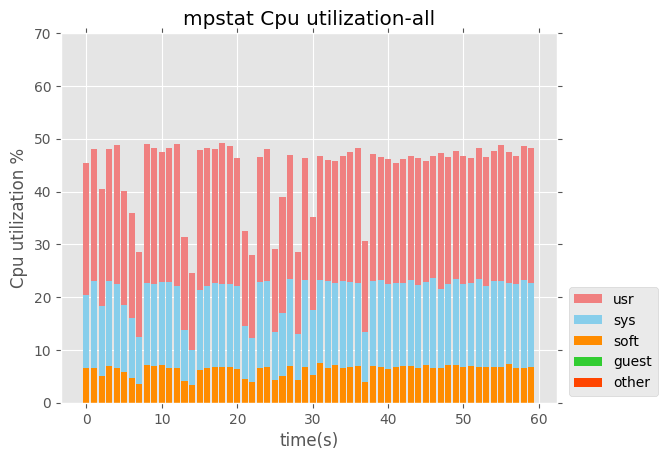 mpstat Cpu utilization-all
Cpu utilization %
70
60
50
40
30
20
10
0
0 10 20 30 40 50 60
time(s)
usr
sys
soft
guest
other